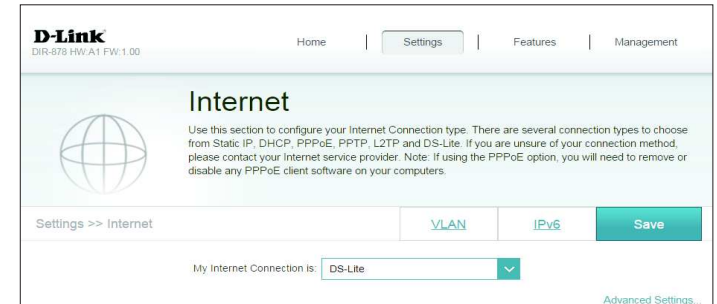 D-Link
DIR-878 HW:A1 FW:1.00
Home
Settings
Features
Management
Internet
Use this section to configure your Internet Connection type. There are several connection types to choose
from Static IP, DHCP, PPPoE, PPTP, L2TP and DS-Lite. If you are unsure of your connection method,
please contact your Internet service provider. Note: If using the PPPoE option, you will need to remove or
disable any PPPoE client software on your computers.
Settings >> Internet
VLAN
IPv6
Save
My Internet Connection is: DS-Lite
Advanced Settings...